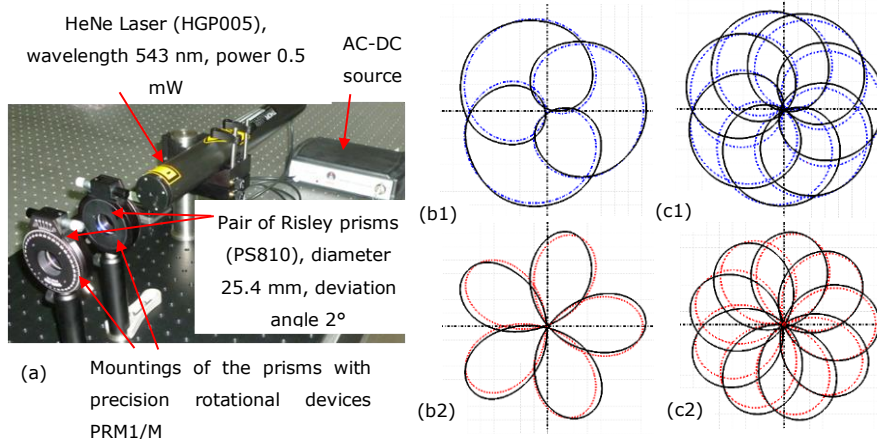 HeNe Laser (HGP005),
wavelength 543 nm, power 0.5
mW
AC-DC
source
Pair of Risley prisms
(PS810), diameter
25.4 mm, deviation
angle 2°
(a)
Mountings of the prisms with
precision rotational devices
PRM1/M
(b1)
(c1)
(b2)
(c2)